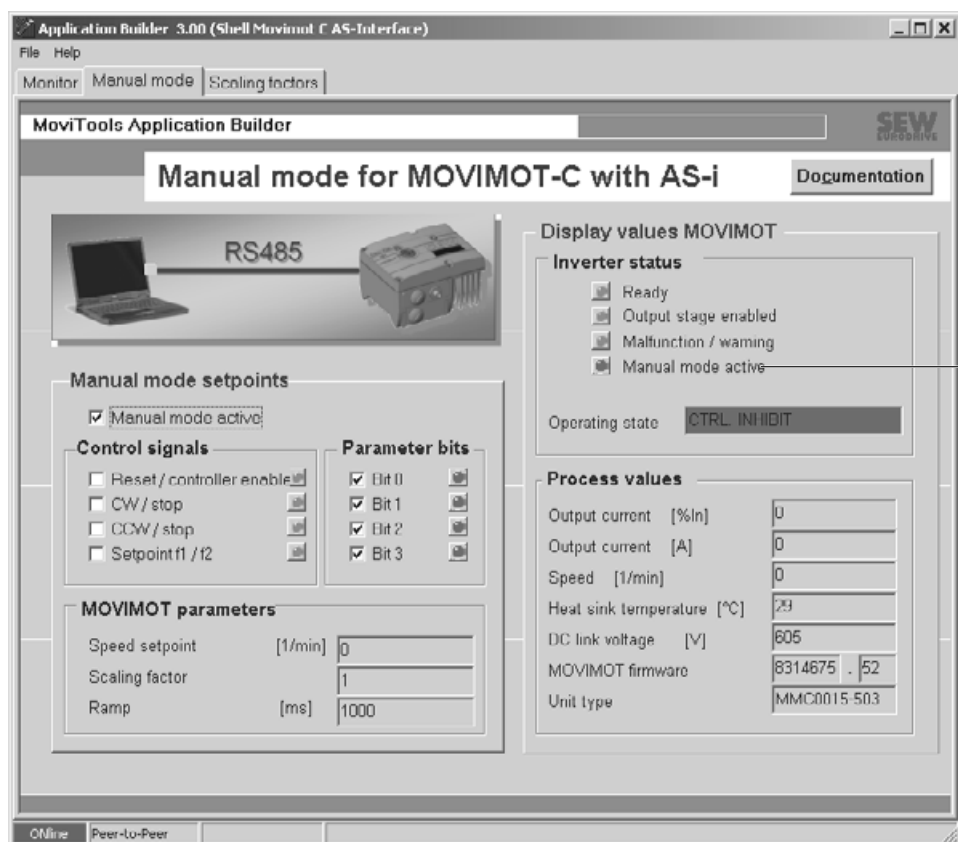 Application Builder 3.00 (Shell Movimot C AS-Interface)
File Help
Monitor Manual mode Scaling factors
MoviTools Application Builder
SEW
EURODRIVE
Manual mode for MOVIMOT-C with AS-i
Documentation
RS485
Manual mode setpoints
Manual mode active
Control signals
Reset / controller enable
CW / stop
CCW / stop
Setpoint f1 / f2
Parameter bits
Bit 0
Bit 1
Bit 2
Bit 3
MOVIMOT parameters
Speed setpoint [1/min] 0
Scaling factor 1
Ramp [ms] 1000
Display values MOVIMOT
Inverter status
Ready
Output stage enabled
Malfunction / warning
Manual mode active
Operating state CTRL. INHIBIT
Process values
Output current [%In] 0
Output current [A] 0
Speed [1/min] 0
Heat sink temperature [°C] 29
DC link voltage [V] 605
MOVIMOT firmware 8314675 . 52
Unit type MMC0015-503
ONline Peer-to-Peer